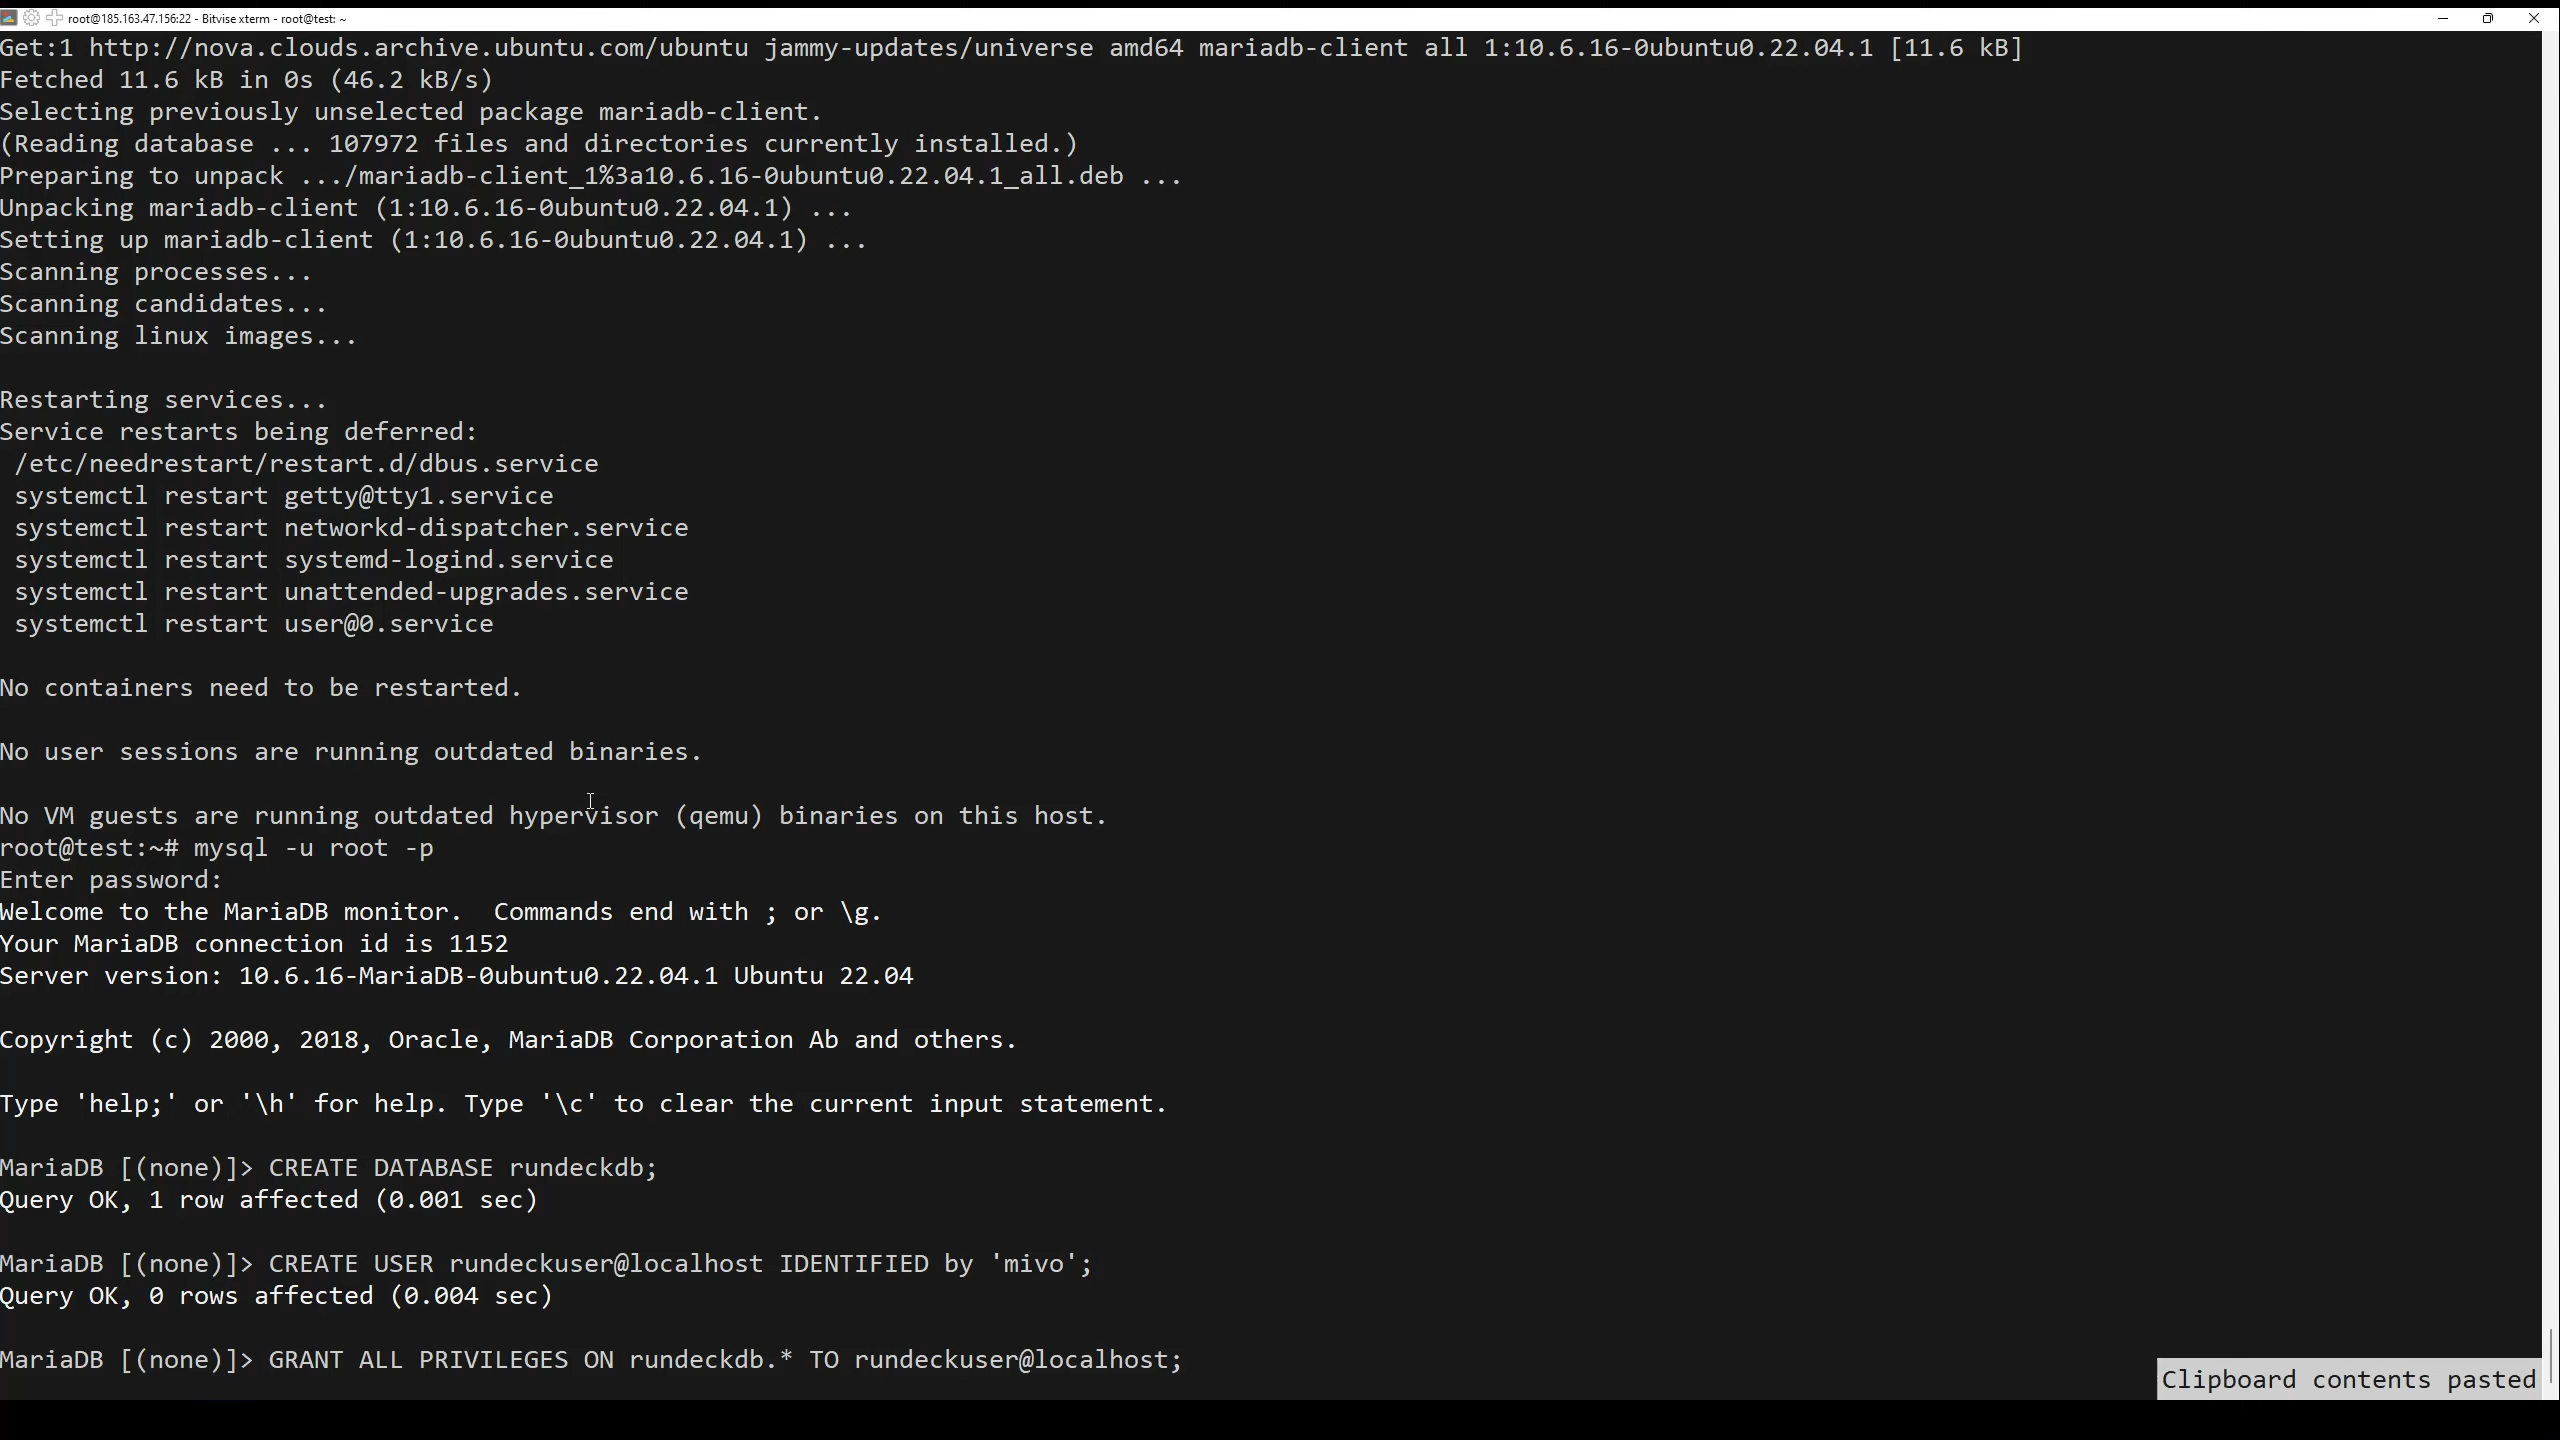 root@185.163.47.156:22 - Bitvise xterm - root@test: ~
Get:1 http://nova.clouds.archive.ubuntu.com/ubuntu jammy-updates/universe amd64 mariadb-client all 1:10.6.16-0ubuntu0.22.04.1 [11.6 kB]
Fetched 11.6 kB in 0s (46.2 kB/s)
Selecting previously unselected package mariadb-client.
(Reading database ... 107972 files and directories currently installed.)
Preparing to unpack .../mariadb-client_1%3a10.6.16-0ubuntu0.22.04.1_all.deb ...
Unpacking mariadb-client (1:10.6.16-0ubuntu0.22.04.1) ...
Setting up mariadb-client (1:10.6.16-0ubuntu0.22.04.1) ...
Scanning processes...
Scanning candidates...
Scanning linux images...
Restarting services...
Service restarts being deferred:
/etc/needrestart/restart.d/dbus.service
systemctl restart getty@tty1.service
systemctl restart networkd-dispatcher.service
systemctl restart systemd-logind.service
systemctl restart unattended-upgrades.service
systemctl restart user@0.service
No containers need to be restarted.
No user sessions are running outdated binaries.
No VM guests are running outdated hypervisor (qemu) binaries on this host.
root@test:~# mysql -u root -p
Enter password:
Welcome to the MariaDB monitor.  Commands end with ; or \g.
Your MariaDB connection id is 1152
Server version: 10.6.16-MariaDB-0ubuntu0.22.04.1 Ubuntu 22.04
Copyright (c) 2000, 2018, Oracle, MariaDB Corporation Ab and others.
Type 'help;' or '\h' for help. Type '\c' to clear the current input statement.
MariaDB [(none)]> CREATE DATABASE rundeckdb;
Query OK, 1 row affected (0.001 sec)
MariaDB [(none)]> CREATE USER rundeckuser@localhost IDENTIFIED by 'mivo';
Query OK, 0 rows affected (0.004 sec)
MariaDB [(none)]> GRANT ALL PRIVILEGES ON rundeckdb.* TO rundeckuser@localhost;
Clipboard contents pasted